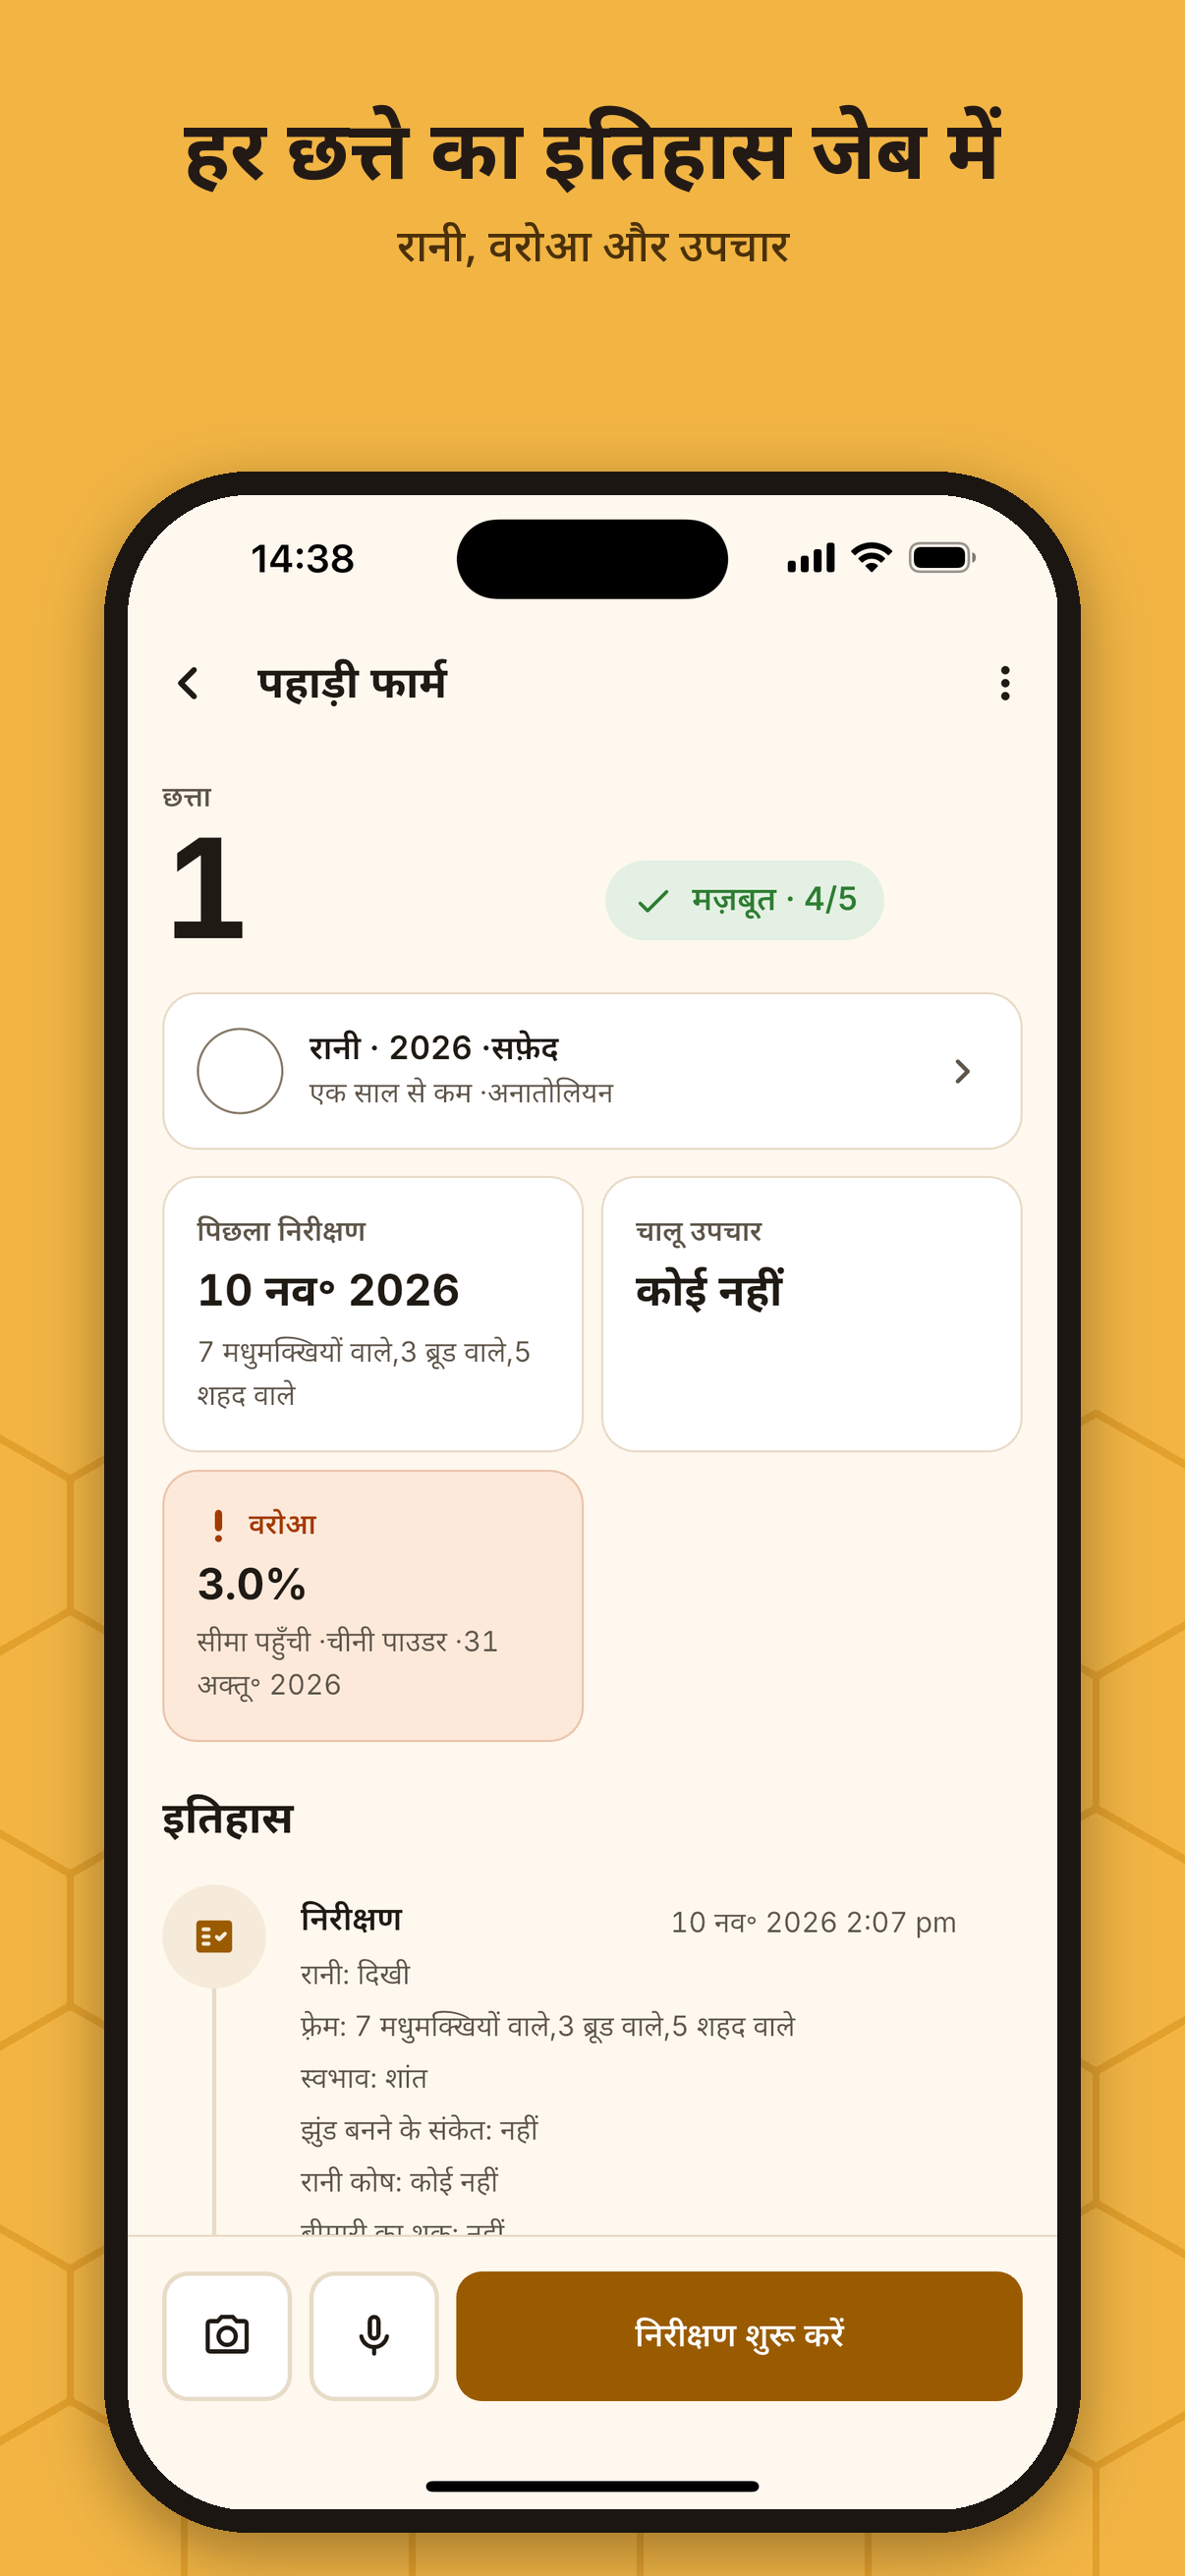 हर छत्ते का इतिहास जेब में
रानी, वरोआ और उपचार
14:38
पहाड़ी फार्म
छत्ता
1
मज़बूत · 4/5
रानी · 2026 ·सफ़ेद
एक साल से कम ·अनातोलियन
पिछला निरीक्षण
10 नव॰ 2026
7 मधुमक्खियों वाले,3 ब्रूड वाले,5
शहद वाले
चालू उपचार
कोई नहीं
वरोआ
3.0%
सीमा पहुँची ·चीनी पाउडर ·31
अक्तू॰ 2026
इतिहास
निरीक्षण
10 नव॰ 2026 2:07 pm
रानी: दिखी
फ़्रेम: 7 मधुमक्खियों वाले,3 ब्रूड वाले,5 शहद वाले
स्वभाव: शांत
झुंड बनने के संकेत: नहीं
रानी कोष: कोई नहीं
बीमारी का शक: नहीं
निरीक्षण शुरू करें